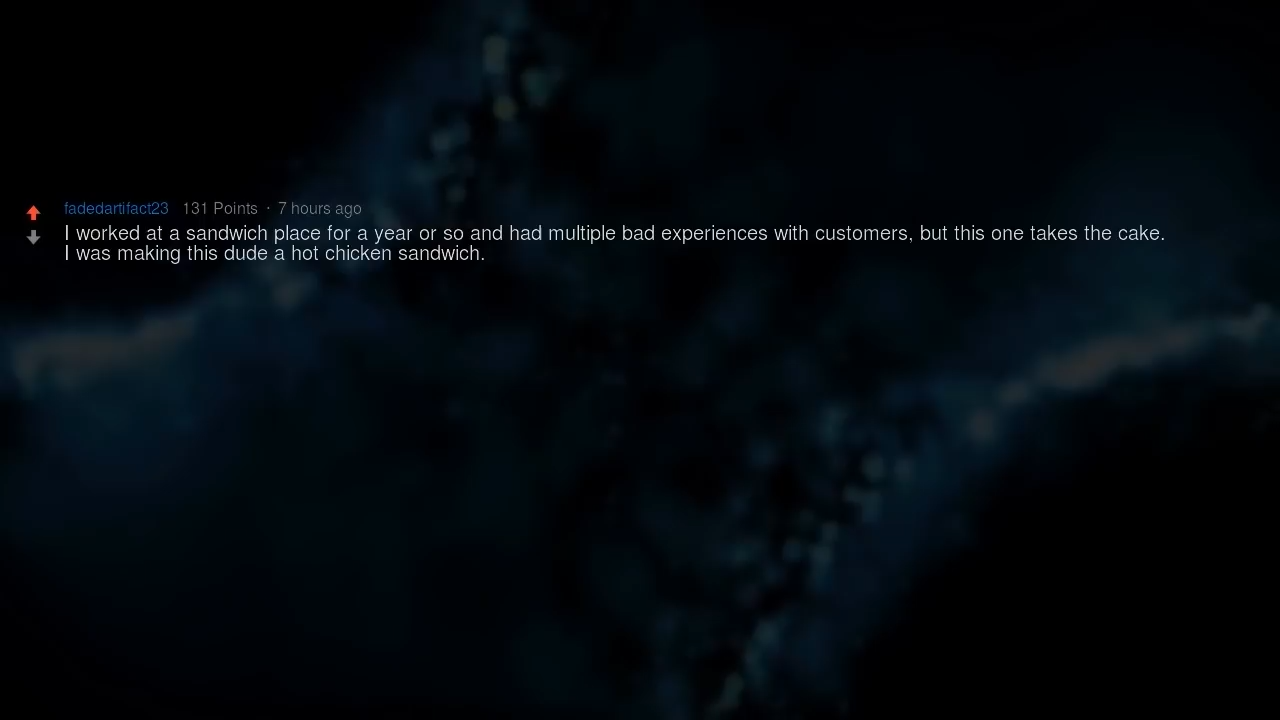 fadedartifact23 131 Points · 7 hours ago
I worked at a sandwich place for a year or so and had multiple bad experiences with customers, but this one takes the cake.
I was making this dude a hot chicken sandwich.